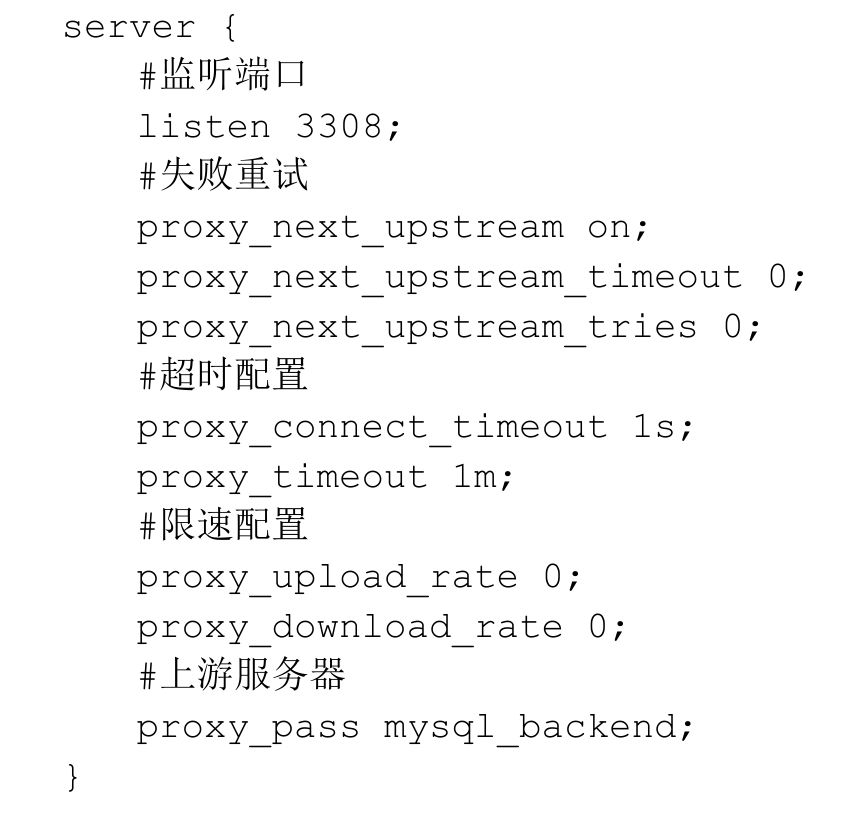 server {
#监听端口
listen 3308;
#失败重试
proxy_next_upstream on;
proxy_next_upstream_timeout 0;
proxy_next_upstream_tries 0;
#超时配置
proxy_connect_timeout 1s;
proxy_timeout 1m;
#限速配置
proxy_upload_rate 0;
proxy_download_rate 0;
#上游服务器
proxy_pass mysql_backend;
}